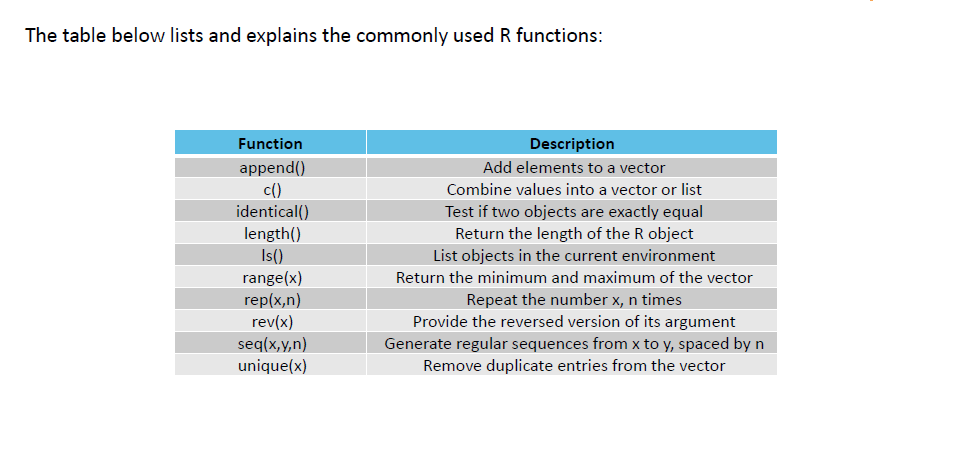 The table below lists and explains the commonly used R functions:
Function Description
append() Add elements to a vector
c() Combine values into a vector or list
identical() Test if two objects are exactly equal
length() Return the length of the R object
ls() List objects in the current environment
range(x) Return the minimum and maximum of the vector
rep(x,n) Repeat the number x, n times
rev(x) Provide the reversed version of its argument
seq(x,y,n) Generate regular sequences from x to y, spaced by n
unique(x) Remove duplicate entries from the vector